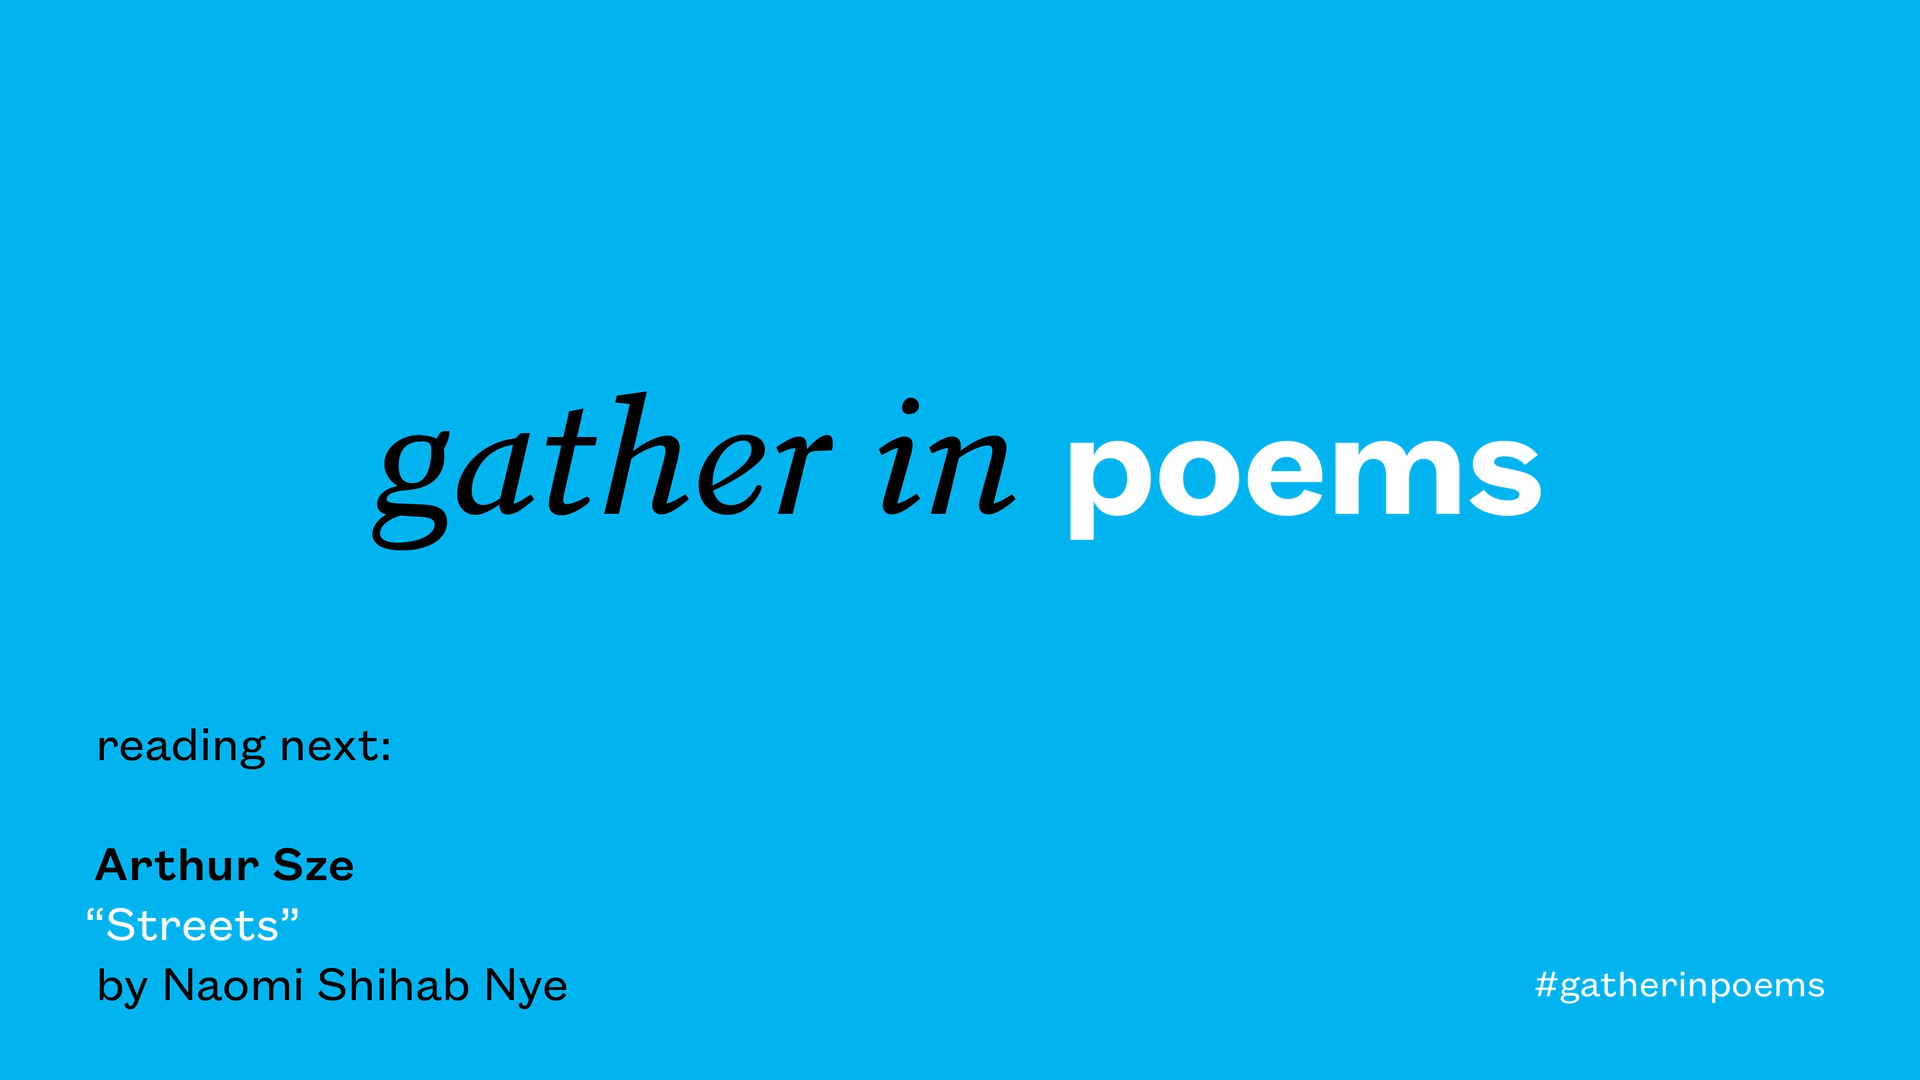 gather in poems
reading next:
Arthur Sze
“Streets”
by Naomi Shihab Nye
#gatherinpoems